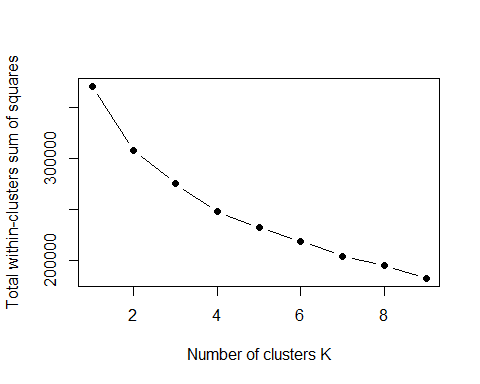 Total within-clusters sum of squares
300000
200000
2 4 6 8
Number of clusters K